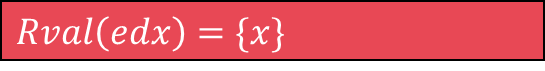 Rval(edx) = {x}